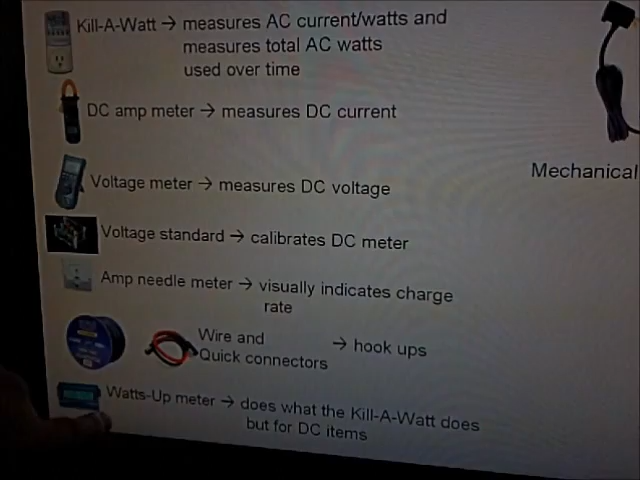 Kill-A-Watt → measures AC current/watts and
measures total AC watts
used over time
DC amp meter → measures DC current
Mechanical
Voltage meter → measures DC voltage
Voltage standard → calibrates DC meter
Amp needle meter → visually indicates charge
rate
Wire and → hook ups
Quick connectors
Watts-Up meter → does what the Kill-A-Watt does
but for DC items